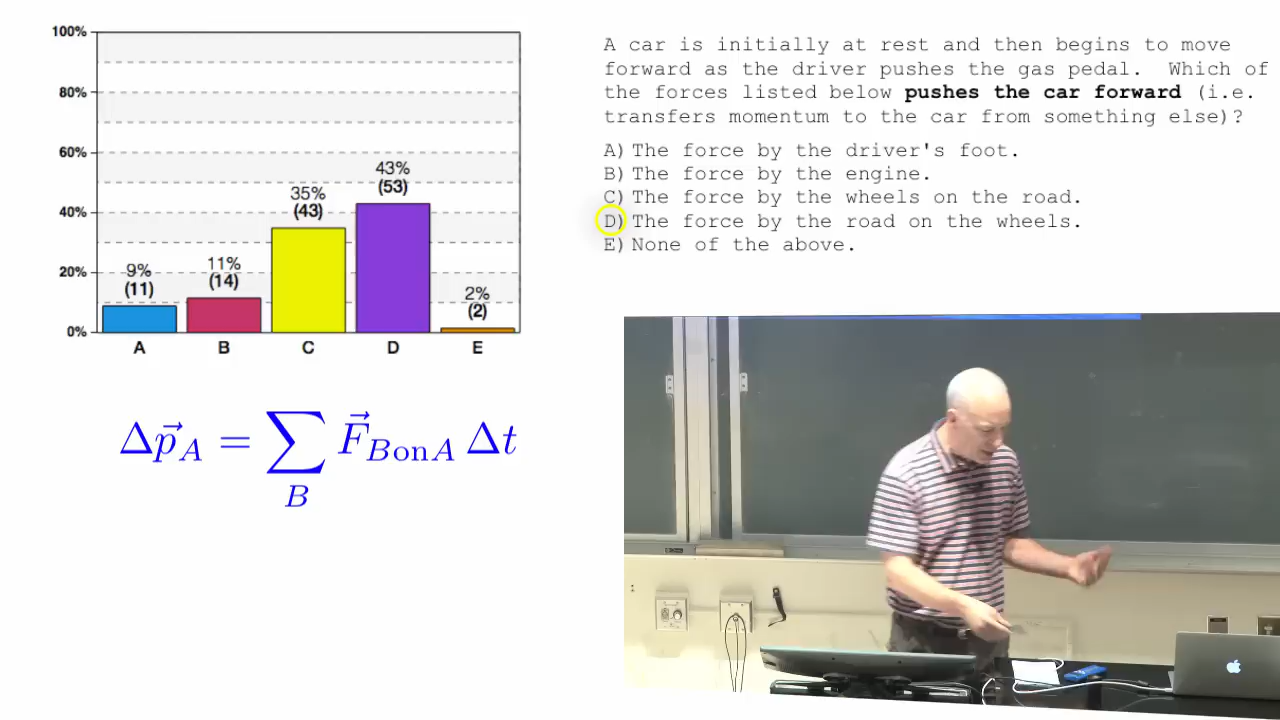 100%
80%
60%
40%
20%
0%
9%
(11)
11%
(14)
35%
(43)
43%
(53)
2%
(2)
A B C D E
A car is initially at rest and then begins to move
forward as the driver pushes the gas pedal. Which of
the forces listed below pushes the car forward (i.e.
transfers momentum to the car from something else)?
A) The force by the driver's foot.
B) The force by the engine.
C) The force by the wheels on the road.
D) The force by the road on the wheels.
E) None of the above.
Δp⃗_A = ∑_B F⃗_{BonA} Δt